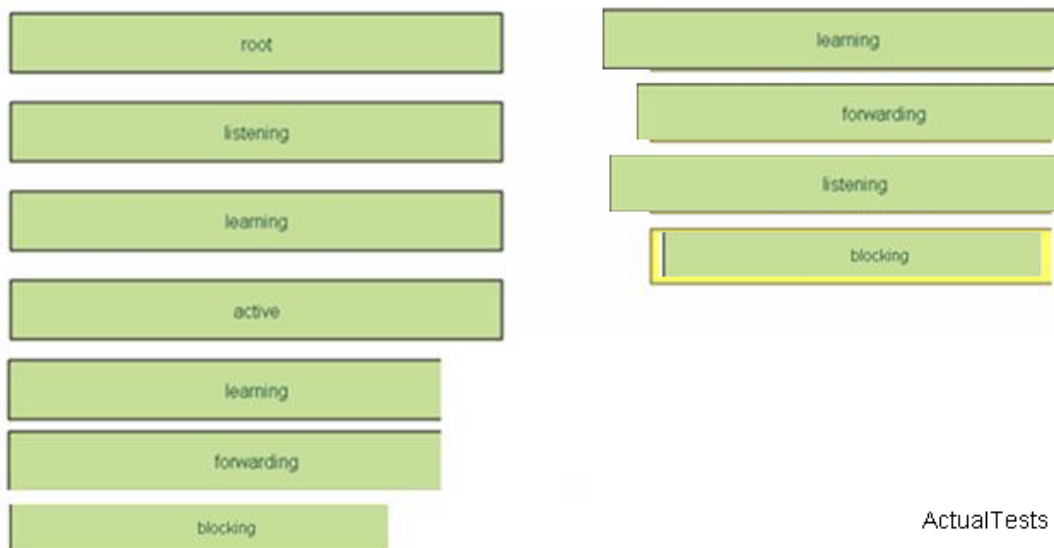 root
listening
learning
active
learning
forwarding
blocking
learning
forwarding
listening
blocking
ActualTests